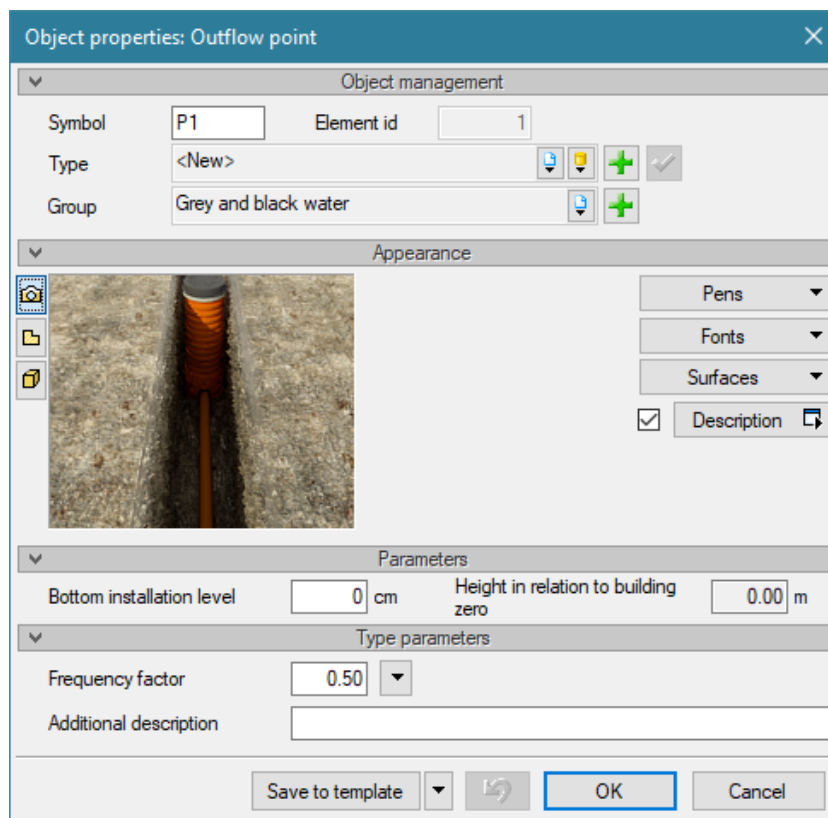 Object properties: Outflow point
Object management
Symbol P1 Element id 1
Type <New>
Group Grey and black water
Appearance
Pens
Fonts
Surfaces
Description
Parameters
Bottom installation level 0 cm Height in relation to building zero 0.00 m
Type parameters
Frequency factor 0.50
Additional description
Save to template OK Cancel